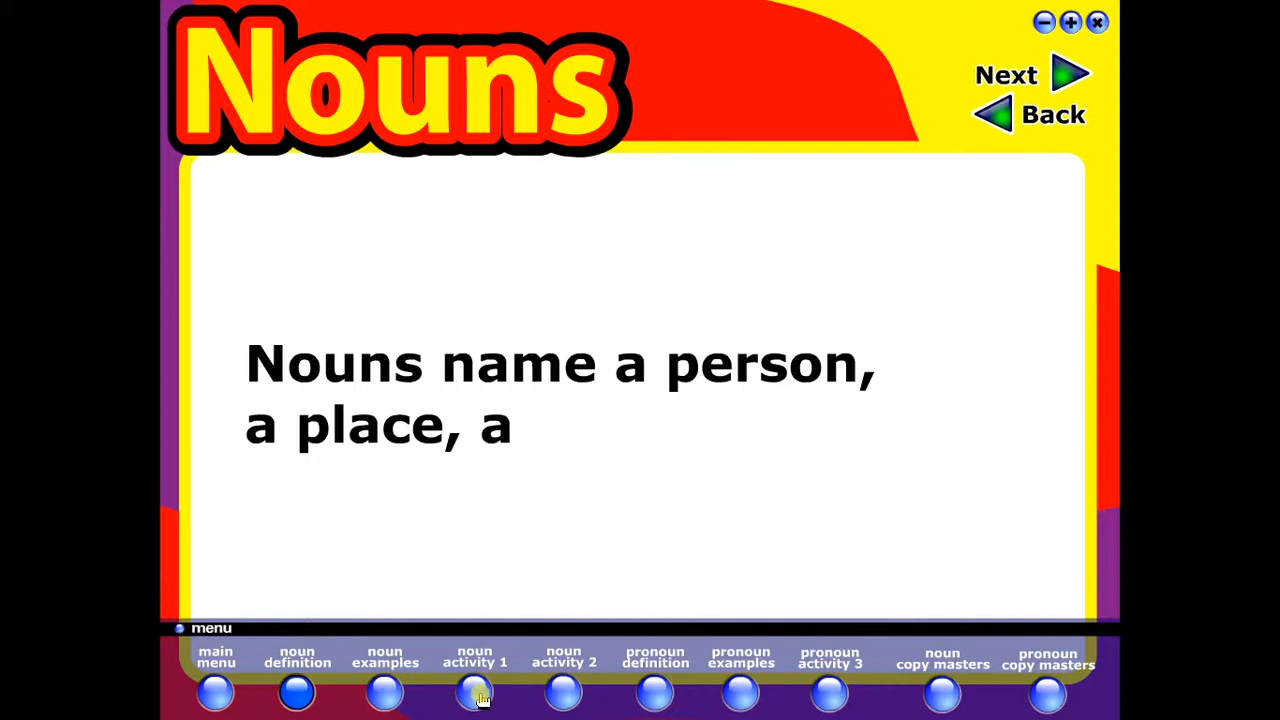 Nouns
Next
Back
Nouns name a person,
a place, a
menu
main menu
noun definition
noun examples
noun activity 1
noun activity 2
pronoun definition
pronoun examples
pronoun activity 3
noun copy masters
pronoun copy masters